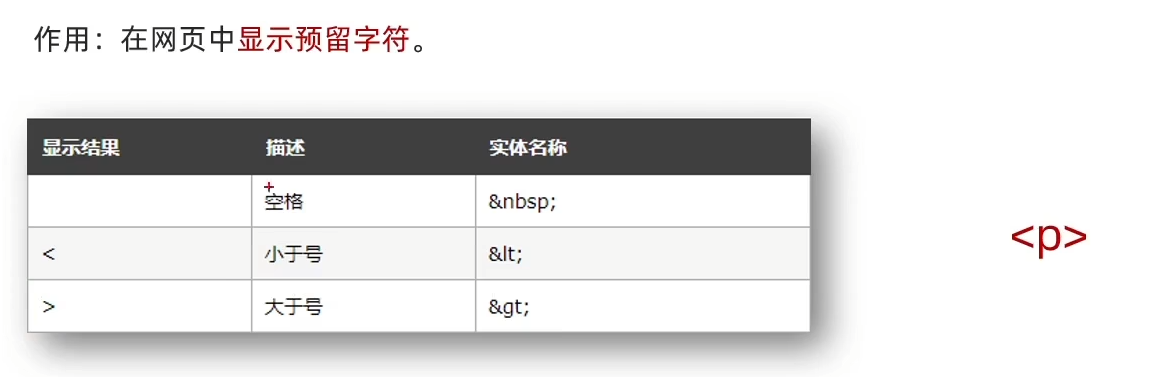 作用：在网页中显示预留字符。
显示结果 描述 实体名称
空格 &nbsp;
< 小于号 &lt;
> 大于号 &gt;
<p>